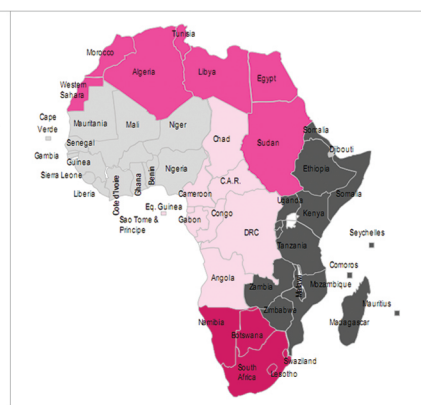 Tunisia
Morocco
Algeria
Libya
Egypt
Western
Sahara
Cape
Verde
Mauritania
Mali
Niger
Chad
Sudan
Somalia
Djibouti
Senegal
Gambia
Guinea
Sierra Leone
Liberia
Cote d'Ivoire
Ghana
Benin
Nigeria
Ethiopia
C.A.R.
Cameroon
Somalia
Uganda
Kenya
Eq. Guinea
Sao Tome &
Principe
Gabon
Congo
DRC
Tanzania
Seychelles
Comoros
Angola
Zambia
Malawi
Mozambique
Mauritius
Zimbabwe
Madagascar
Namibia
Botswana
Swaziland
South
Africa
Lesotho